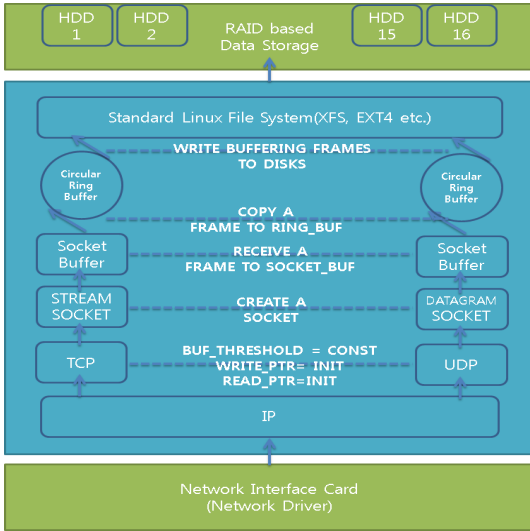 HDD
1
HDD
2
RAID based
Data Storage
HDD
15
HDD
16
Standard Linux File System(XFS, EXT4 etc.)
WRITE BUFFERING FRAMES
TO DISKS
Circular
Ring
Buffer
Circular
Ring
Buffer
COPY A
FRAME TO RING_BUF
Socket
Buffer
RECEIVE A
FRAME TO SOCKET_BUF
Socket
Buffer
STREAM
SOCKET
CREATE A
SOCKET
DATAGRAM
SOCKET
TCP
BUF_THRESHOLD = CONST
WRITE_PTR= INIT
READ_PTR=INIT
UDP
IP
Network Interface Card
(Network Driver)